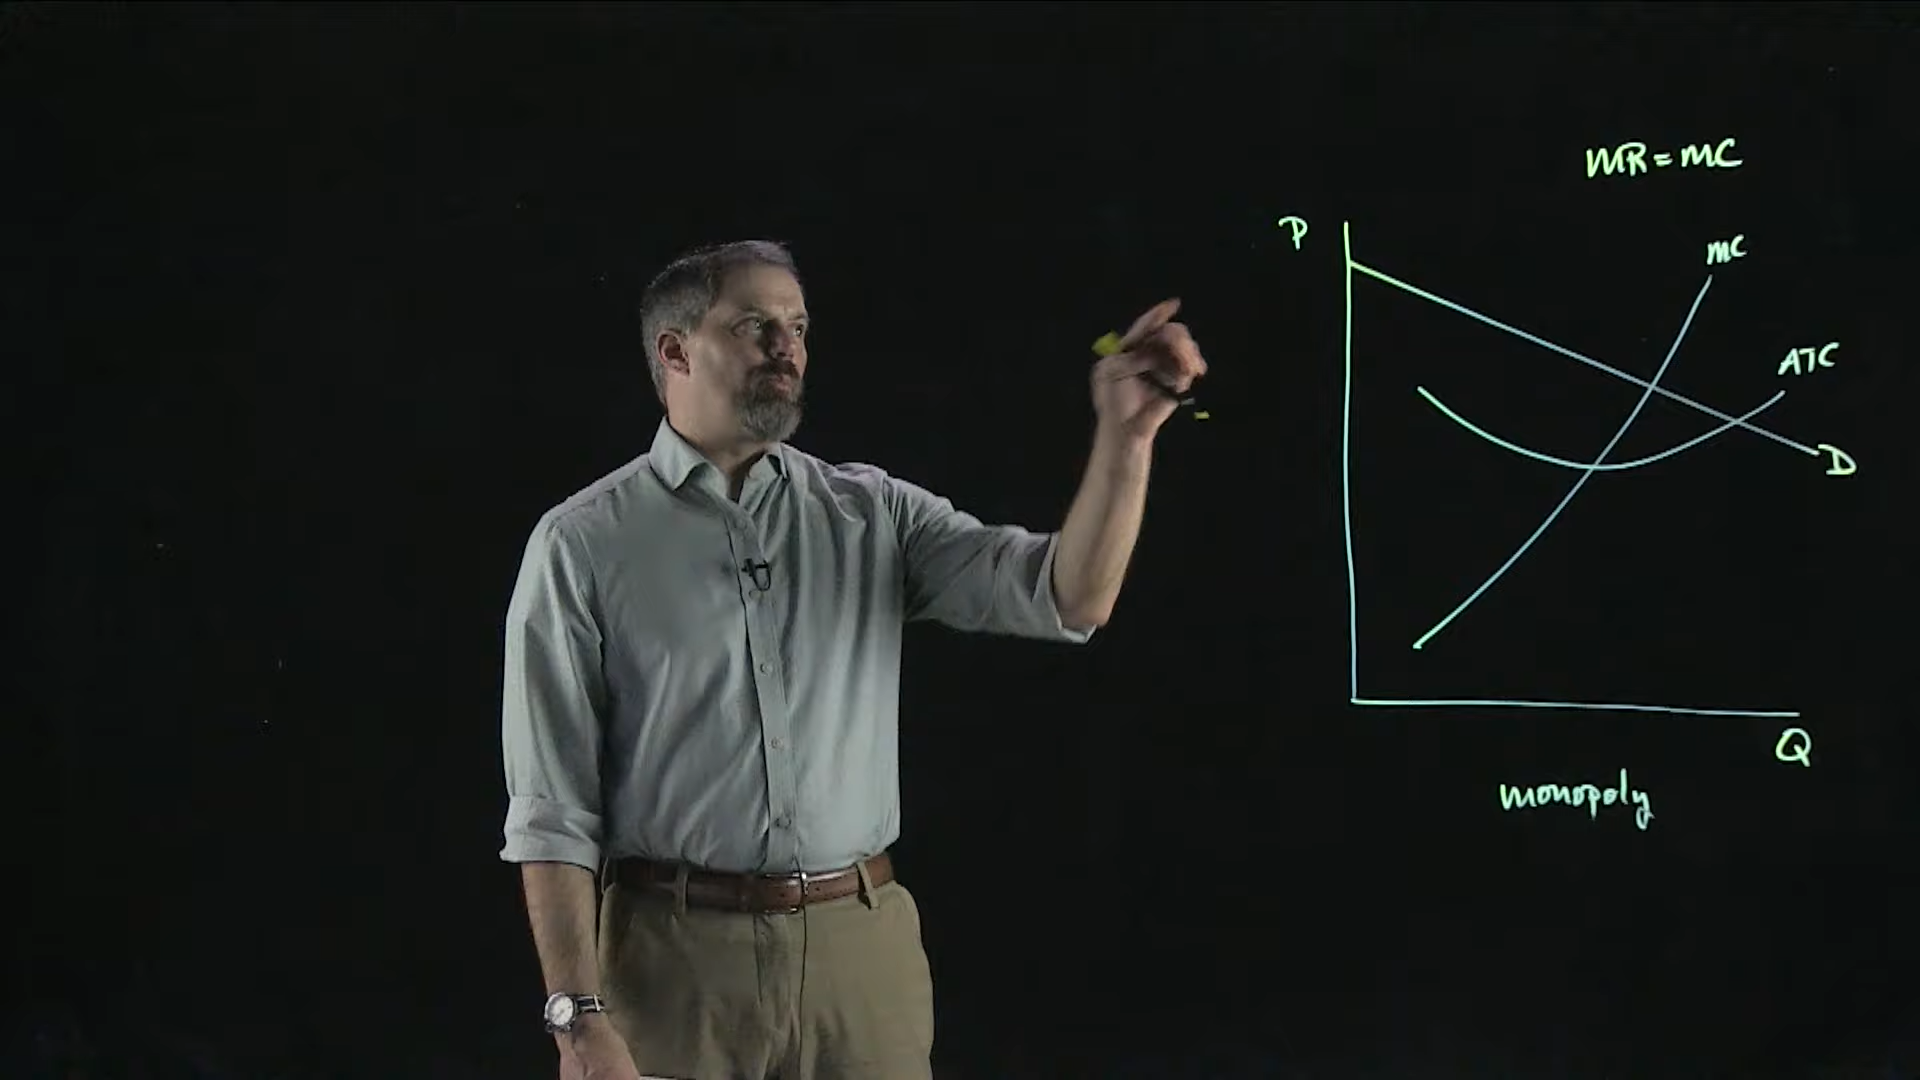 MR = MC
P
MC
ATC
D
Q
monopoly